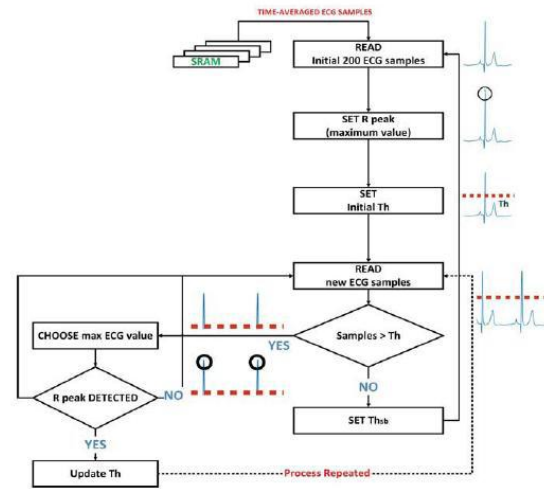 TIME-AVERAGED ECG SAMPLES
SRAM
READ
Initial 200 ECG samples
SET R peak
(maximum value)
SET
Initial Th
Th
READ
new ECG samples
CHOOSE max ECG value
YES
Samples > Th
R peak DETECTED
NO
NO
SET Thsb
YES
Update Th
Process Repeated